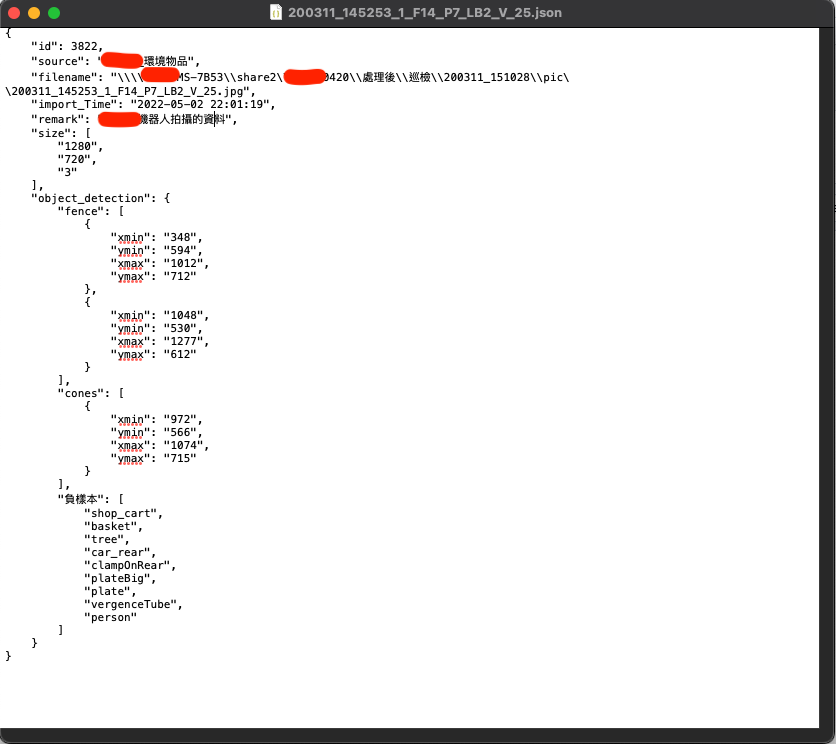 200311_145253_1_F14_P7_LB2_V_25.json
{
"id": 3822,
"source": "環境物品",
"filename": "\\\\MS-7B53\\share2\0420\\處理後\\巡檢\\200311_151028\\pic\
\200311_145253_1_F14_P7_LB2_V_25.jpg",
"import_Time": "2022-05-02 22:01:19",
"remark": "機器人拍攝的資料",
"size": [
"1280",
"720",
"3"
],
"object_detection": {
"fence": [
{
"xmin": "348",
"ymin": "594",
"xmax": "1012",
"ymax": "712"
},
{
"xmin": "1048",
"ymin": "530",
"xmax": "1277",
"ymax": "612"
}
],
"cones": [
{
"xmin": "972",
"ymin": "566",
"xmax": "1074",
"ymax": "715"
}
],
"負樣本": [
"shop_cart",
"basket",
"tree",
"car_rear",
"clampOnRear",
"plateBig",
"plate",
"vergenceTube",
"person"
]
}
}